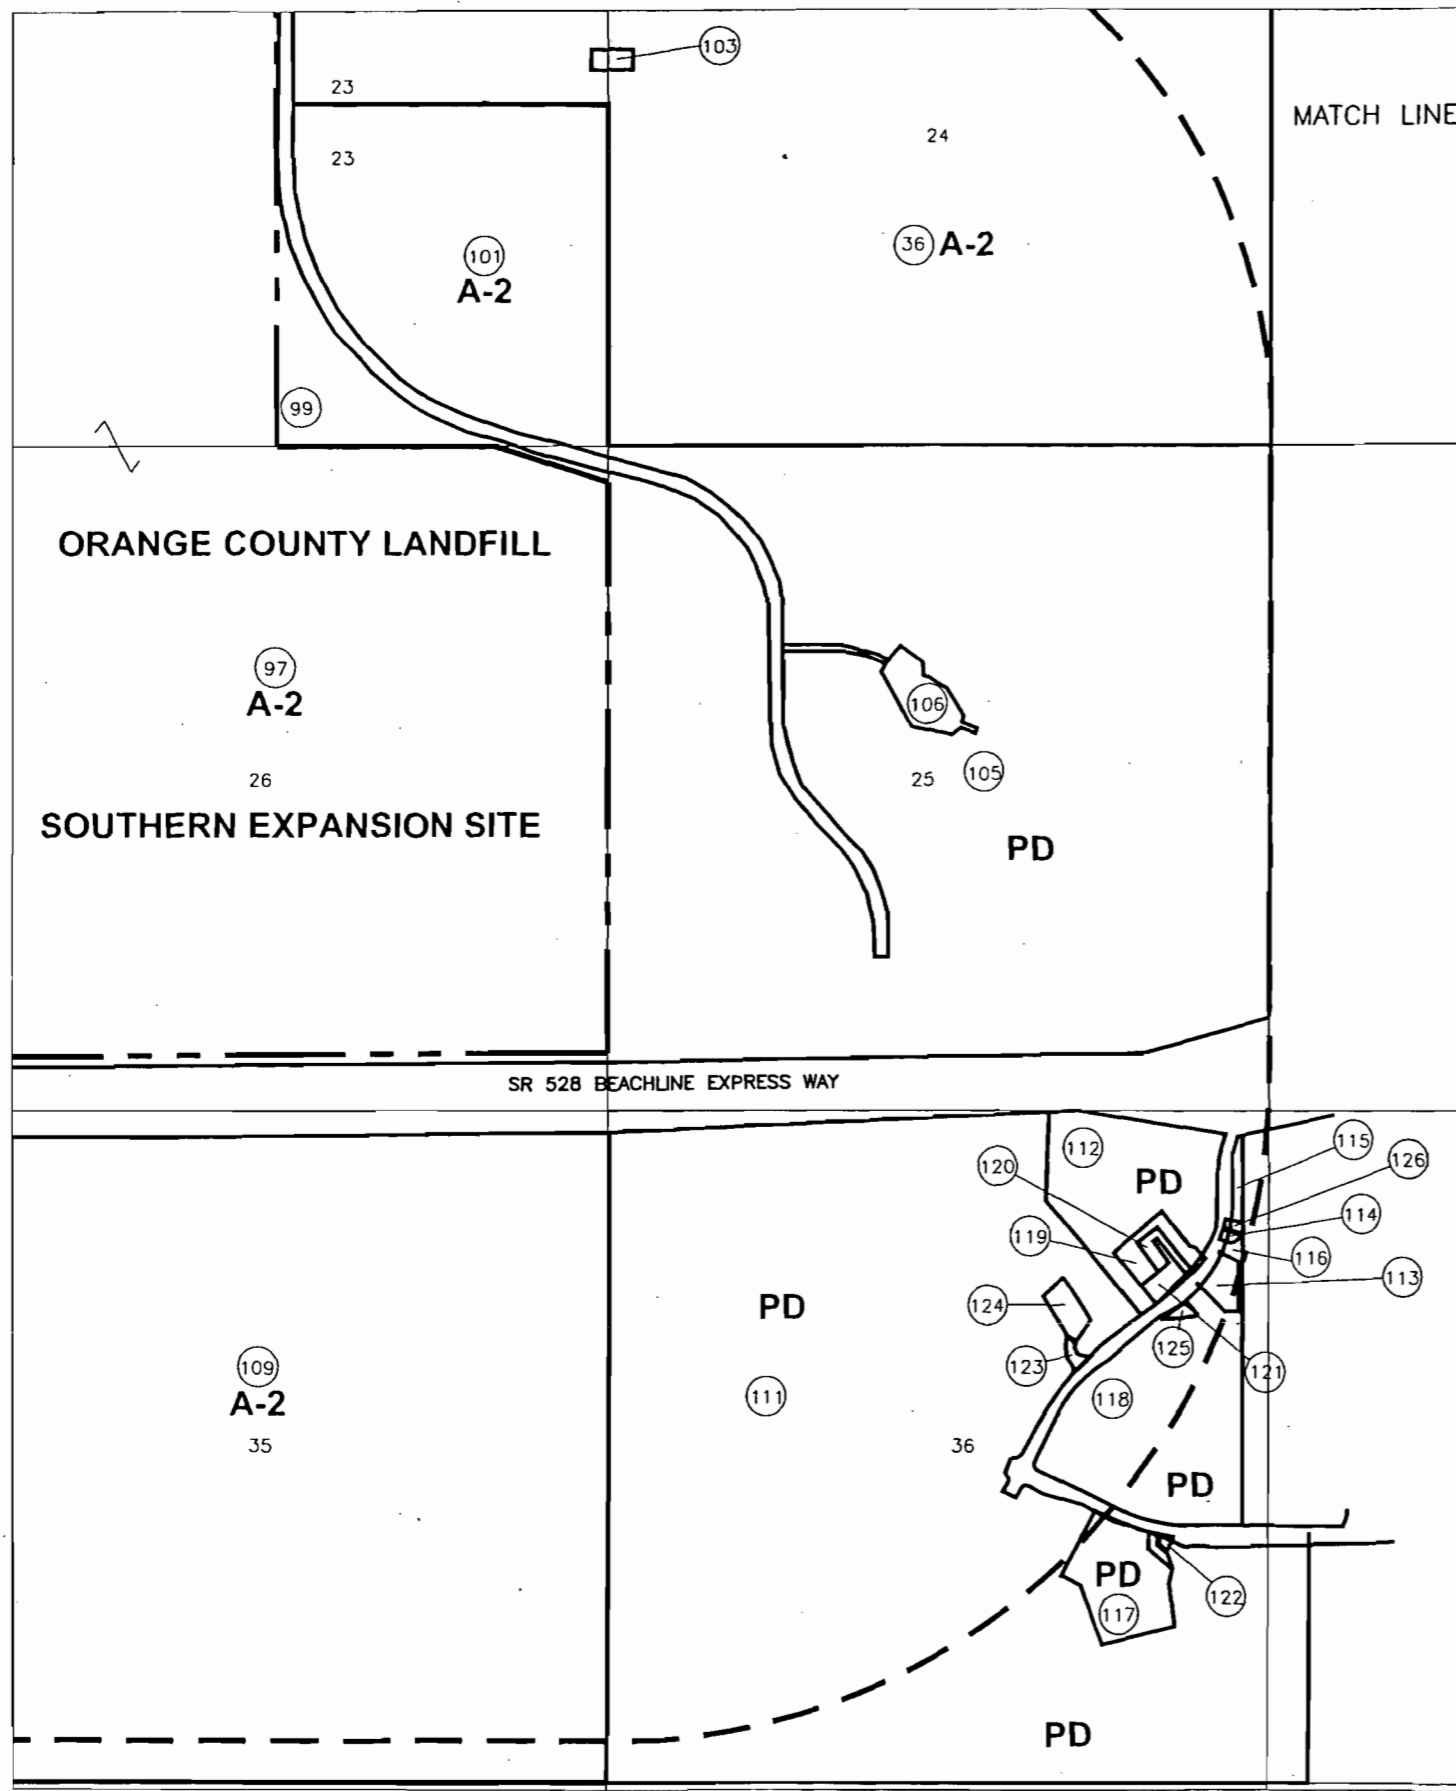 103
23
MATCH LINE
24
23
36 A-2
101
A-2
99
ORANGE COUNTY LANDFILL
97
A-2
106
26
25
105
SOUTHERN EXPANSION SITE
PD
SR 528 BEACHLINE EXPRESS WAY
112
115
126
120
PD
114
119
116
113
124
PD
125
123
121
109
111
118
A-2
35
36
PD
PD
122
117
PD